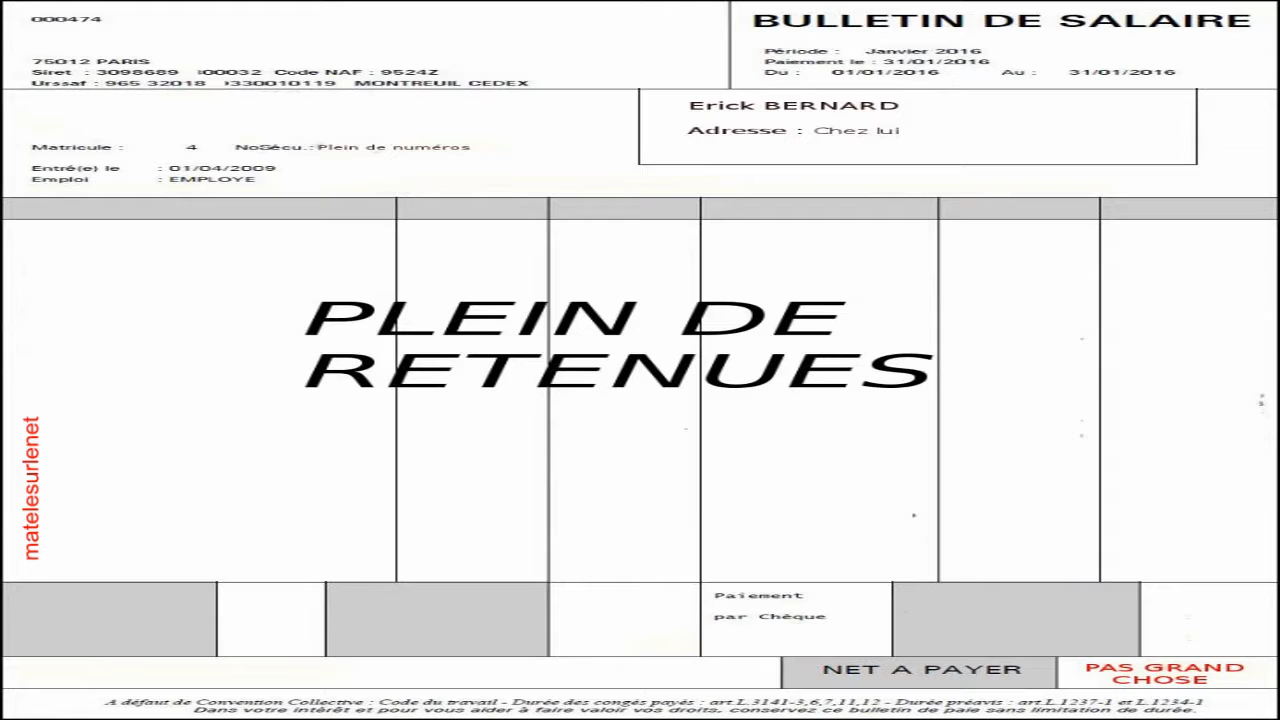 000474
BULLETIN DE SALAIRE
Période : Janvier 2016
Paiement le : 31/01/2016
Du : 01/01/2016 Au : 31/01/2016
75012 PARIS
Siret : 3098689 00032 Code NAF : 9524Z
Urssaf : 965 32018 330010119 MONTREUIL CEDEX
Erick BERNARD
Adresse : Chez lui
Matricule : 4 NoSécu.: Plein de numéros
Entré(e) le : 01/04/2009
Emploi : EMPLOYE
PLEIN DE
RETENUES
matelesurlenet
Paiement
par Chèque
NET A PAYER
PAS GRAND
CHOSE
A défaut de Convention Collective : Code du travail - Durée des congés payés : art.L.3141-3,6,7,11,12 - Durée préavis : art.L.1237-1 et L.1234-1
Dans votre intérêt et pour vous aider à faire valoir vos droits, conservez ce bulletin de paie sans limitation de durée.